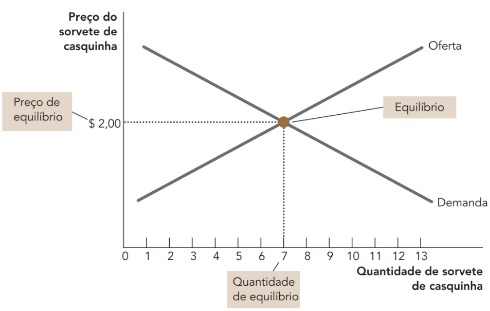 Preço do
sorvete de
casquinha
Oferta
Preço de
equilíbrio
Equilíbrio
$ 2,00
Demanda
0 1 2 3 4 5 6 7 8 9 10 11 12 13
Quantidade de sorvete
de casquinha
Quantidade
de equilíbrio